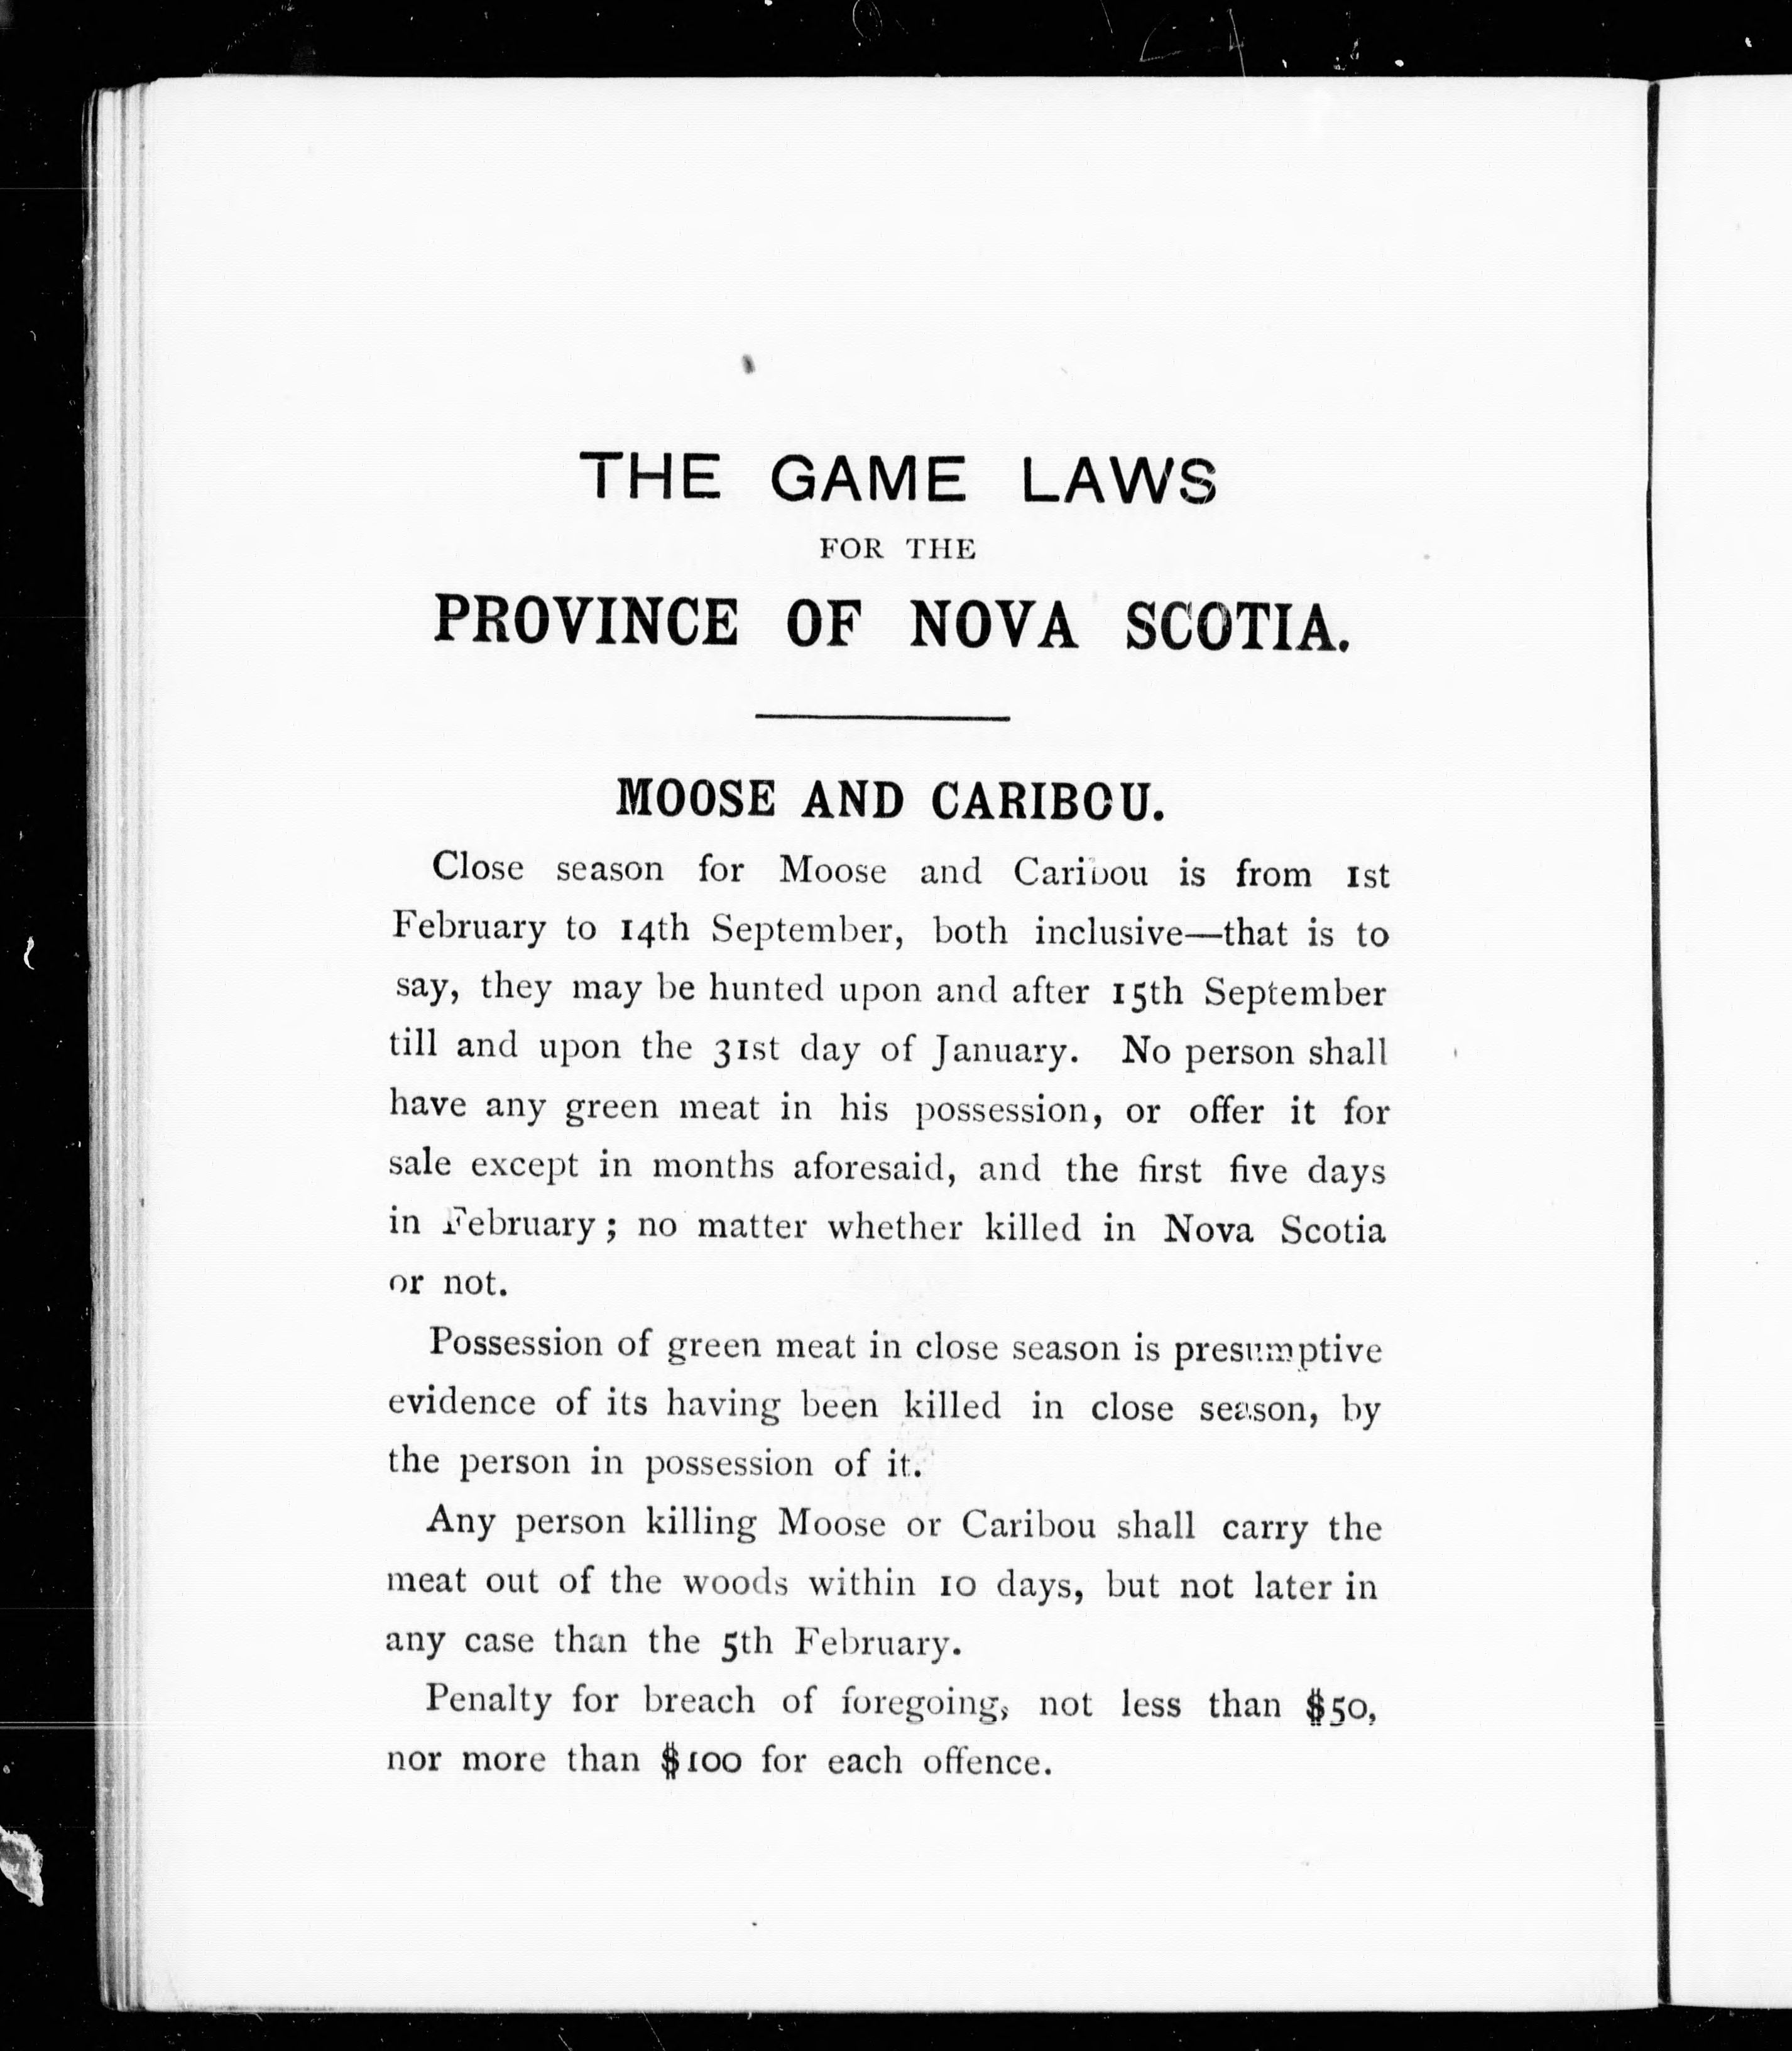 THE GAME LAWS
FOR THE
PROVINCE OF NOVA SCOTIA.
MOOSE AND CARIBOU.
Close season for Moose and Caribou is from 1st
February to 14th September, both inclusive—that is to
say, they may be hunted upon and after 15th September
till and upon the 31st day of January. No person shall
have any green meat in his possession, or offer it for
sale except in months aforesaid, and the first five days
in February; no matter whether killed in Nova Scotia
or not.
Possession of green meat in close season is presumptive
evidence of its having been killed in close season, by
the person in possession of it.
Any person killing Moose or Caribou shall carry the
meat out of the woods within 10 days, but not later in
any case than the 5th February.
Penalty for breach of foregoing, not less than $50,
nor more than $100 for each offence.